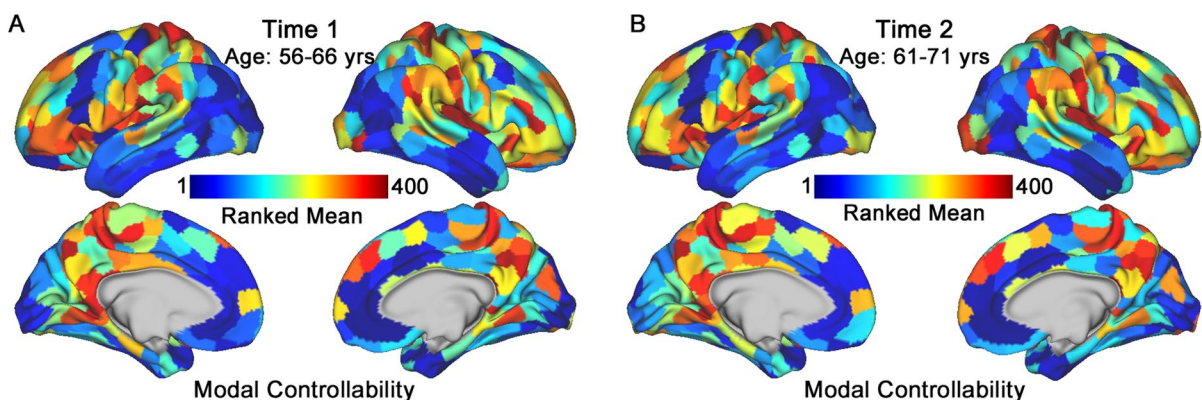 A
Time 1
Age: 56-66 yrs
1
400
Ranked Mean
Modal Controllability
B
Time 2
Age: 61-71 yrs
1
400
Ranked Mean
Modal Controllability